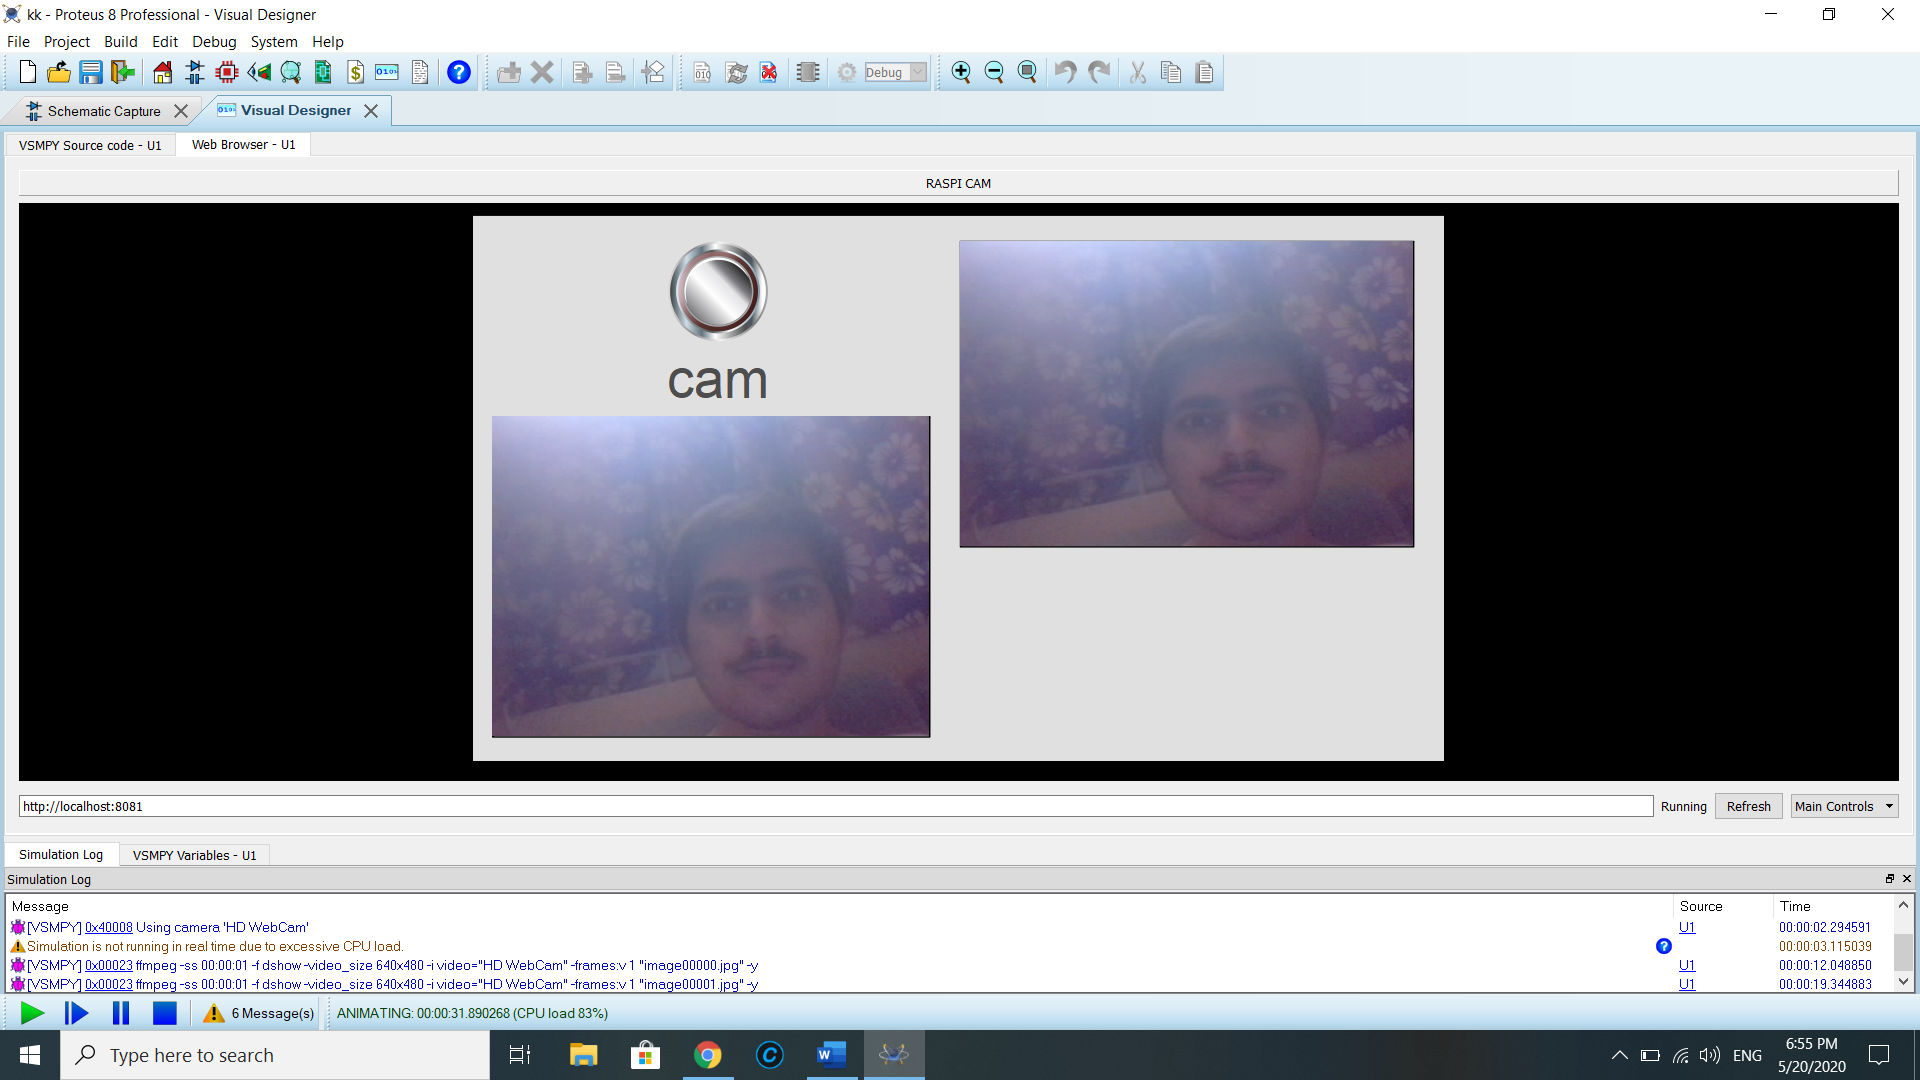 kk - Proteus 8 Professional - Visual Designer
File Project Build Edit Debug System Help
Debug
Schematic Capture Visual Designer
VSMPY Source code - U1 Web Browser - U1
RASPI CAM
cam
http://localhost:8081 Running Refresh Main Controls
Simulation Log VSMPY Variables - U1
Simulation Log
Message Source Time
[VSMPY] 0x40008 Using camera 'HD WebCam' U1 00:00:02.294591
Simulation is not running in real time due to excessive CPU load. 00:00:03.115039
[VSMPY] 0x00023 ffmpeg -ss 00:00:01 -f dshow -video_size 640x480 -i video="HD WebCam" -frames:v 1 "image00000.jpg" -y U1 00:00:12.048850
[VSMPY] 0x00023 ffmpeg -ss 00:00:01 -f dshow -video_size 640x480 -i video="HD WebCam" -frames:v 1 "image00001.jpg" -y U1 00:00:19.344883
6 Message(s) ANIMATING: 00:00:31.890268 (CPU load 83%)
Type here to search
ENG
6:55 PM
5/20/2020